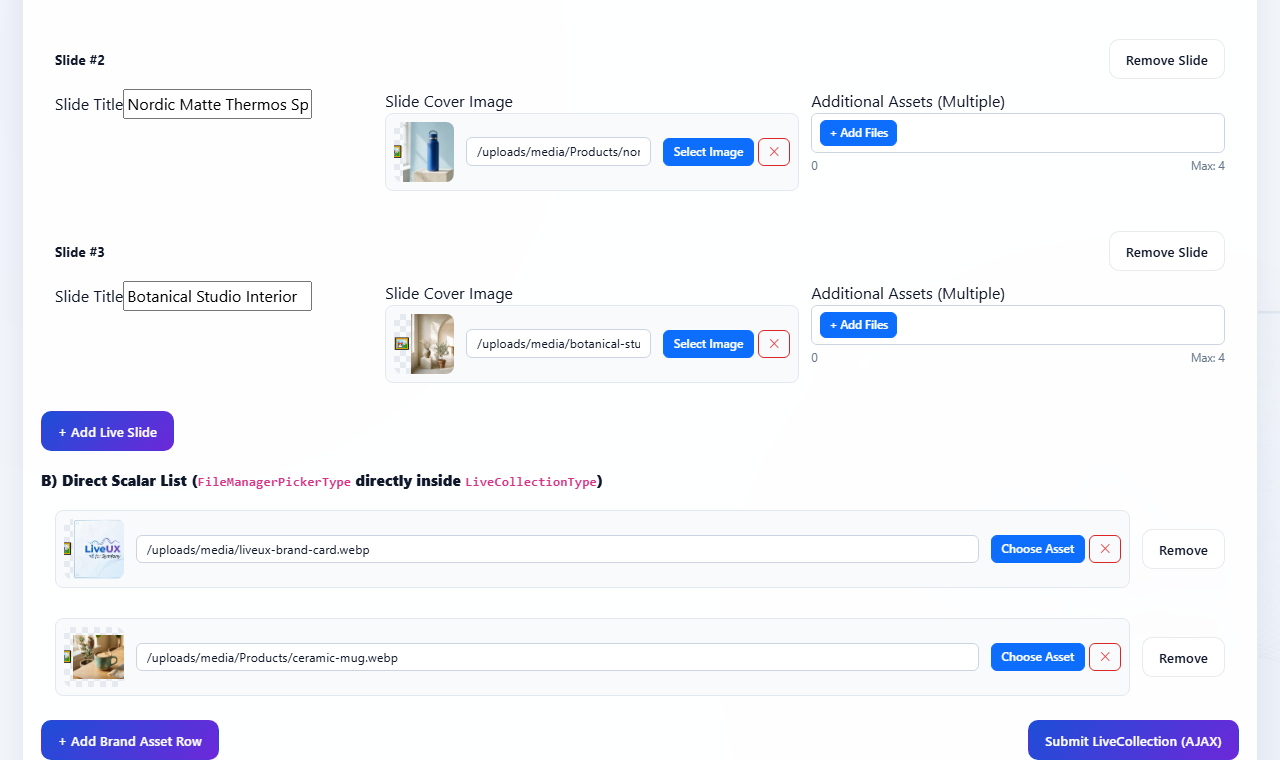 Slide #2
Remove Slide
Slide Title Nordic Matte Thermos Sp
Slide Cover Image
/uploads/media/Products/nor
Select Image
Additional Assets (Multiple)
+ Add Files
0
Max: 4
Slide #3
Remove Slide
Slide Title Botanical Studio Interior
Slide Cover Image
/uploads/media/botanical-stu
Select Image
Additional Assets (Multiple)
+ Add Files
0
Max: 4
+ Add Live Slide
B) Direct Scalar List (FileManagerPickerType directly inside LiveCollectionType)
LiveUX
/uploads/media/liveux-brand-card.webp
Choose Asset
Remove
/uploads/media/Products/ceramic-mug.webp
Choose Asset
Remove
+ Add Brand Asset Row
Submit LiveCollection (AJAX)